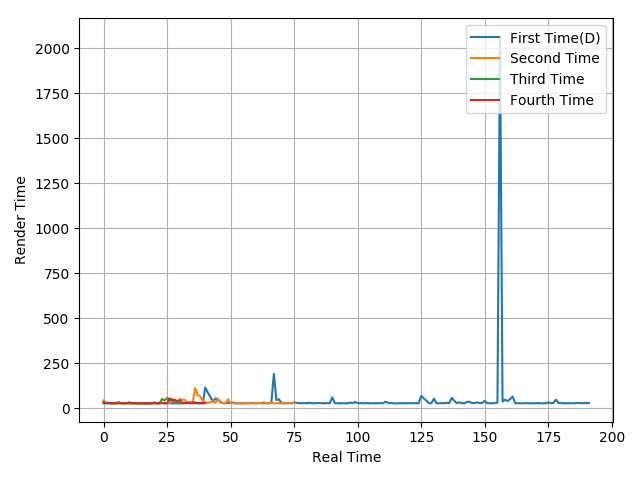 First Time(D)
Second Time
Third Time
Fourth Time
Render Time
2000
1750
1500
1250
1000
750
500
250
0
0 25 50 75 100 125 150 175 200
Real Time